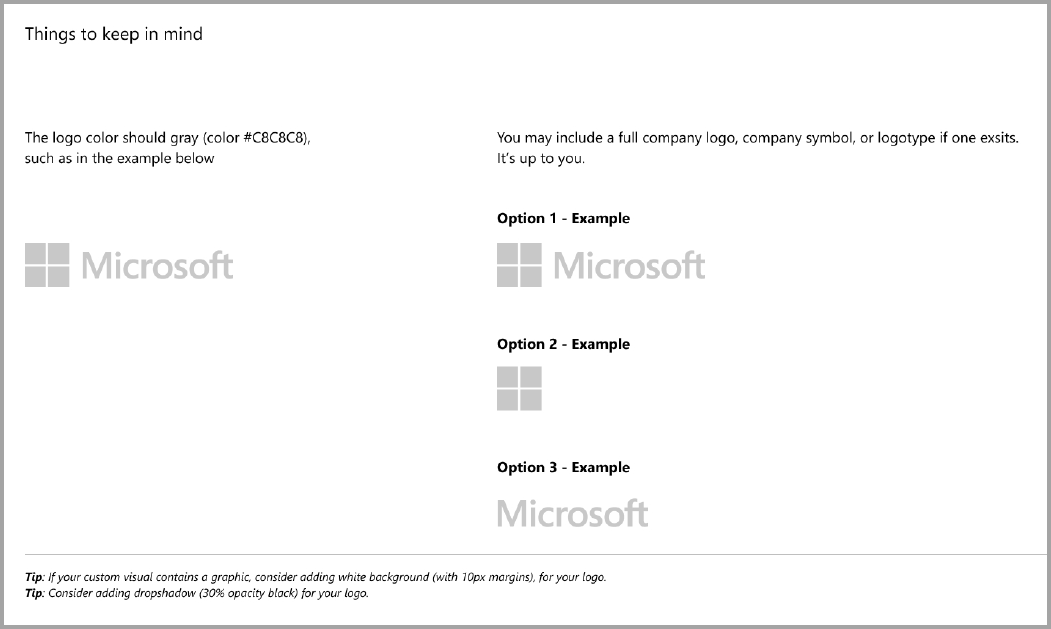 Things to keep in mind
The logo color should gray (color #C8C8C8),
such as in the example below
Microsoft
You may include a full company logo, company symbol, or logotype if one exsits.
It's up to you.
Option 1 - Example
Microsoft
Option 2 - Example
Option 3 - Example
Microsoft
Tip: If your custom visual contains a graphic, consider adding white background (with 10px margins), for your logo.
Tip: Consider adding dropshadow (30% opacity black) for your logo.